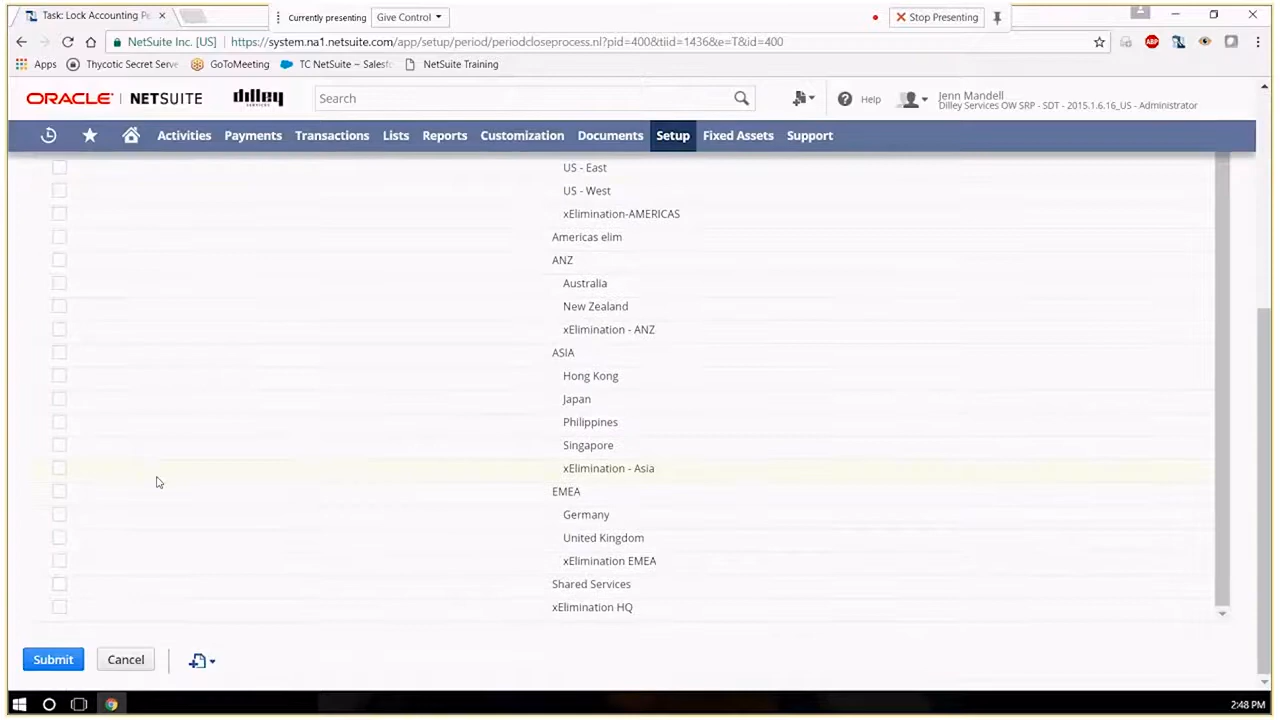 Task: Lock Accounting Pe
Currently presenting
Give Control
Stop Presenting
NetSuite Inc. [US]
https://system.na1.netsuite.com/app/setup/period/periodcloseprocess.nl?pid=400&tiid=1436&e=T&id=400
ABP
Apps
Thycotic Secret Serve
GoToMeeting
TC NetSuite – Salesf
NetSuite Training
ORACLE | NETSUITE
dilley
SERVICES
Search
Help
Jenn Mandell
Dilley Services OW SRP - SDT - 2015.1.6.16_US - Administrator
Activities
Payments
Transactions
Lists
Reports
Customization
Documents
Setup
Fixed Assets
Support
US - East
US - West
xElimination-AMERICAS
Americas elim
ANZ
Australia
New Zealand
xElimination - ANZ
ASIA
Hong Kong
Japan
Philippines
Singapore
xElimination - Asia
EMEA
Germany
United Kingdom
xElimination EMEA
Shared Services
xElimination HQ
Submit
Cancel
2:48 PM